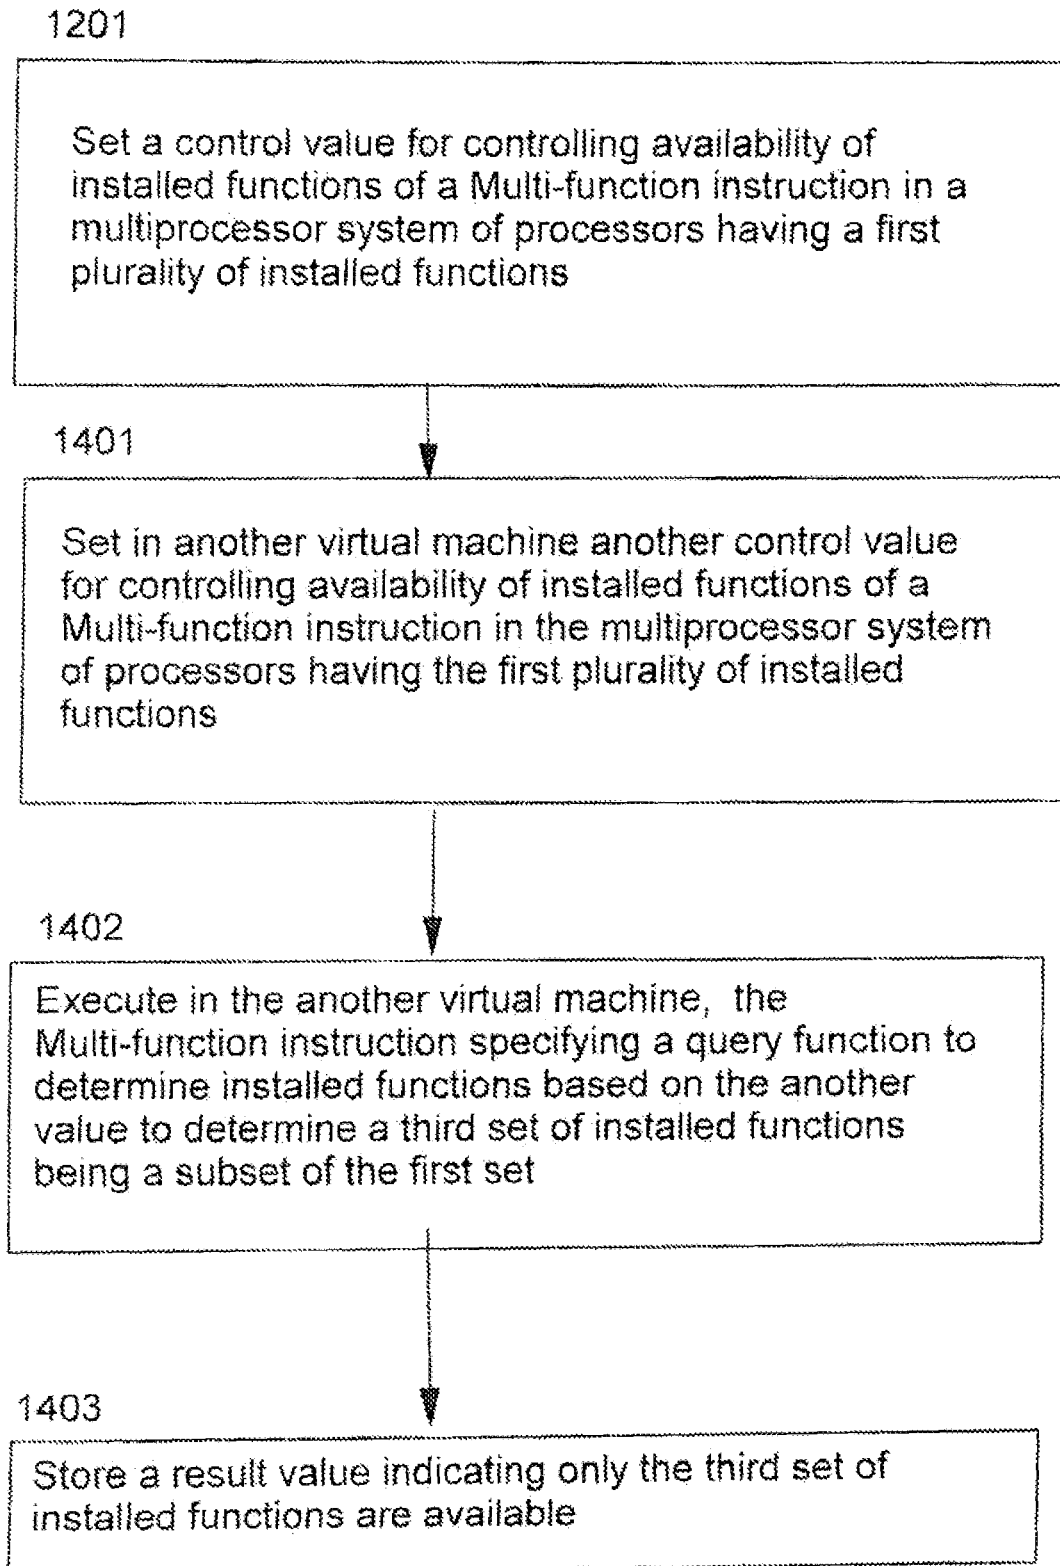 1201
Set a control value for controlling availability of
installed functions of a Multi-function instruction in a
multiprocessor system of processors having a first
plurality of installed functions
1401
Set in another virtual machine another control value
for controlling availability of installed functions of a
Multi-function instruction in the multiprocessor system
of processors having the first plurality of installed
functions
1402
Execute in the another virtual machine, the
Multi-function instruction specifying a query function to
determine installed functions based on the another
value to determine a third set of installed functions
being a subset of the first set
1403
Store a result value indicating only the third set of
installed functions are available